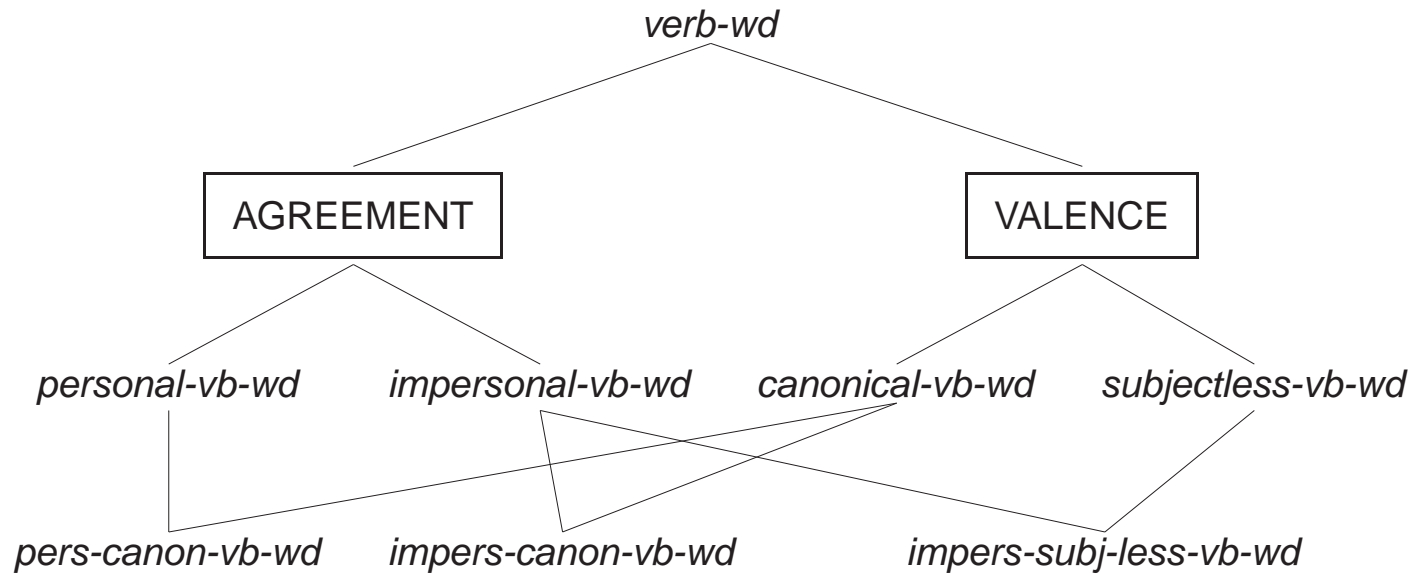 verb-wd
AGREEMENT VALENCE
personal-vb-wd impersonal-vb-wd canonical-vb-wd subjectless-vb-wd
pers-canon-vb-wd impers-canon-vb-wd impers-subj-less-vb-wd